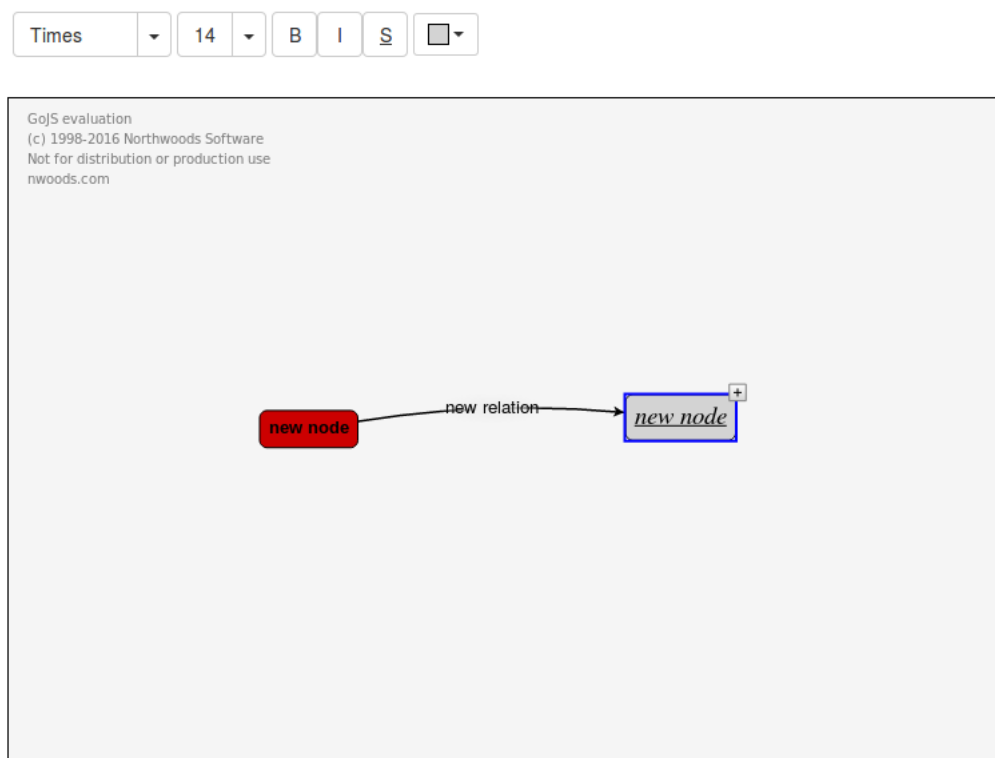 Times 14 B I S
GoJS evaluation
(c) 1998-2016 Northwoods Software
Not for distribution or production use
nwoods.com
new relation
new node
new node